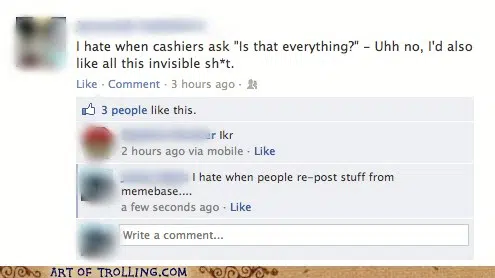 I hate when cashiers ask "Is that everything?" - Uhh no, I'd also
like all this invisible sh*t.
Like · Comment · 3 hours ago ·
3 people like this.
Ikr
2 hours ago via mobile · Like
I hate when people re-post stuff from
memebase....
a few seconds ago · Like
Write a comment...
ART OF TROLLING.COM